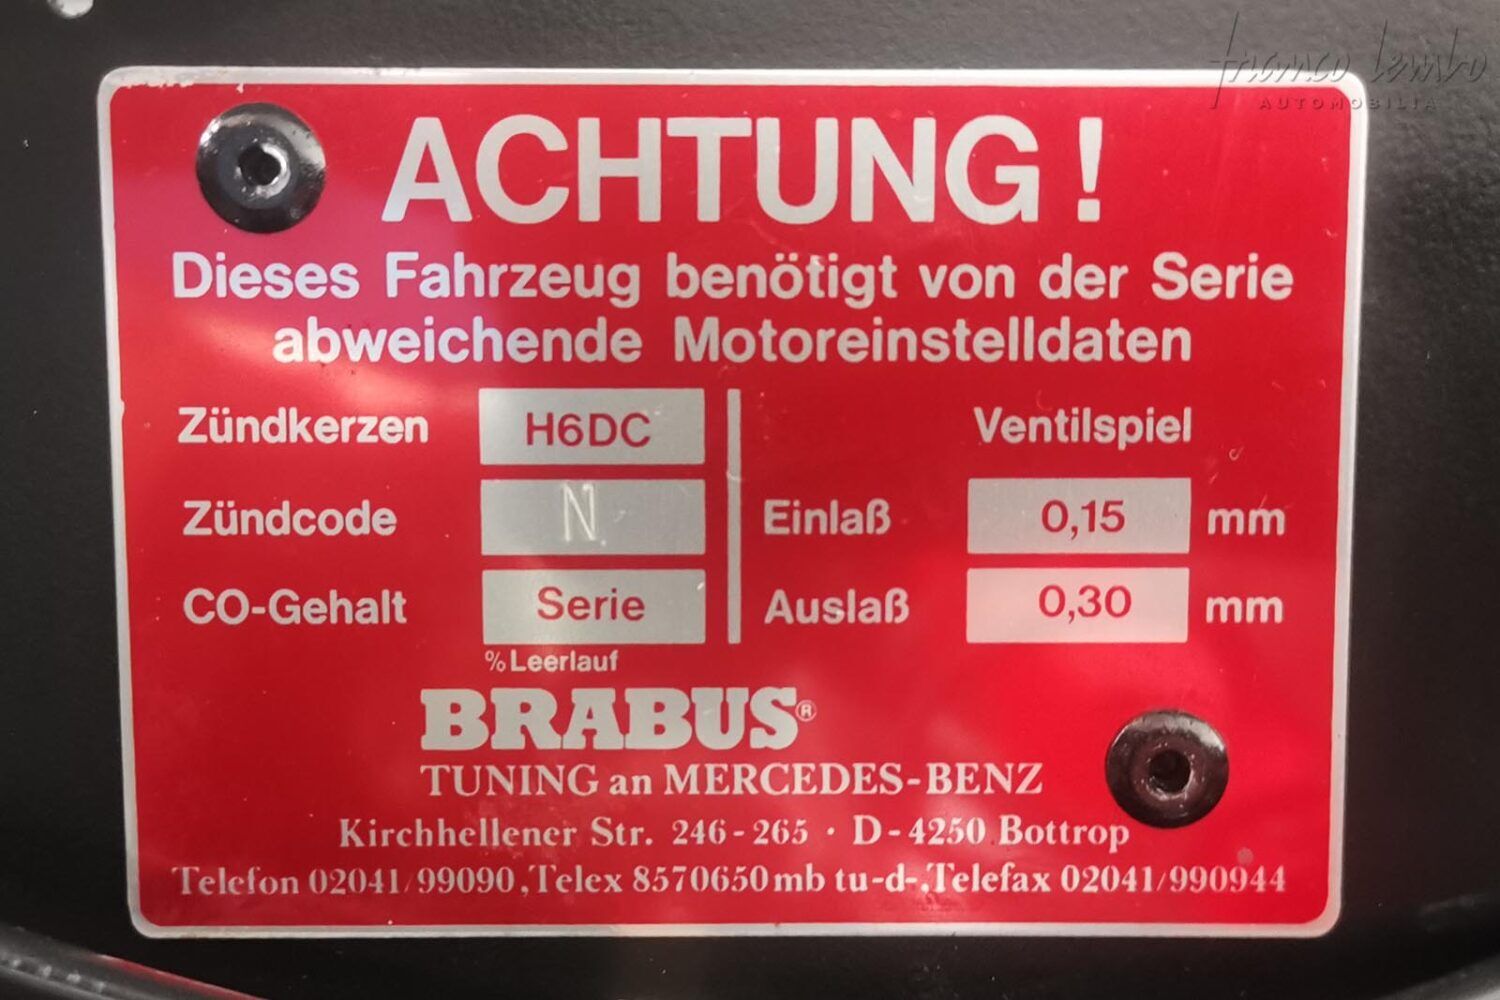 franco lembo
AUTOMOBILIA
ACHTUNG!
Dieses Fahrzeug benötigt von der Serie
abweichende Motoreinstelldaten
Zündkerzen H6DC Ventilspiel
Zündcode N Einlaß 0,15 mm
CO-Gehalt Serie Auslaß 0,30 mm
% Leerlauf
BRABUS®
TUNING an MERCEDES-BENZ
Kirchhellener Str. 246-265 · D-4250 Bottrop
Telefon 02041/99090, Telex 8570650 mb tu-d-, Telefax 02041/990944